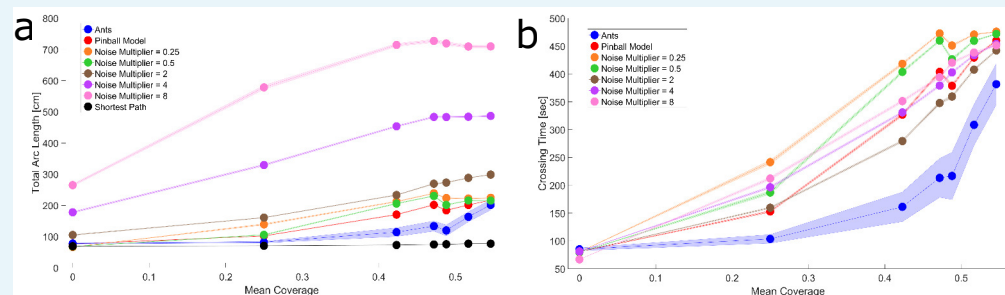 a
800
700
600
500
400
300
200
100
0
Total Arc Length [cm]
Ants
Pinball Model
Noise Multiplier = 0.25
Noise Multiplier = 0.5
Noise Multiplier = 2
Noise Multiplier = 4
Noise Multiplier = 8
Shortest Path
0 0.1 0.2 0.3 0.4 0.5
Mean Coverage
b
500
450
400
350
300
250
200
150
100
50
Crossing Time [sec]
Ants
Pinball Model
Noise Multiplier = 0.25
Noise Multiplier = 0.5
Noise Multiplier = 2
Noise Multiplier = 4
Noise Multiplier = 8
0 0.1 0.2 0.3 0.4 0.5
Mean Coverage